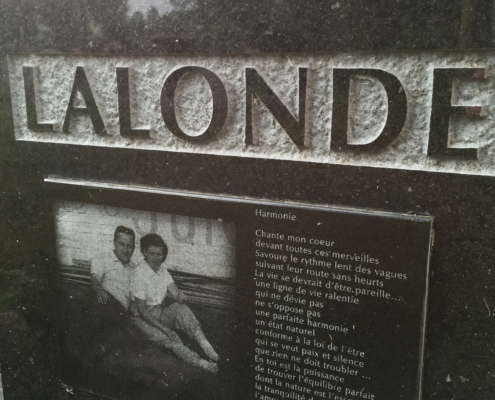 LALONDE
Harmonie
Chante mon coeur
devant toutes ces merveilles
Savoure le rythme lent des vagues
suivant leur route sans heurts
La vie se devrait d'être pareille...
une ligne de vie ralentie
qui ne dévie pas
ne s'oppose pas
une parfaite harmonie
un état naturel
conforme à la loi de l'être
qui se veut paix et silence
que rien ne doit troubler...
En toi est la puissance
de trouver l'équilibre parfait
dont la nature est
la tranquilité